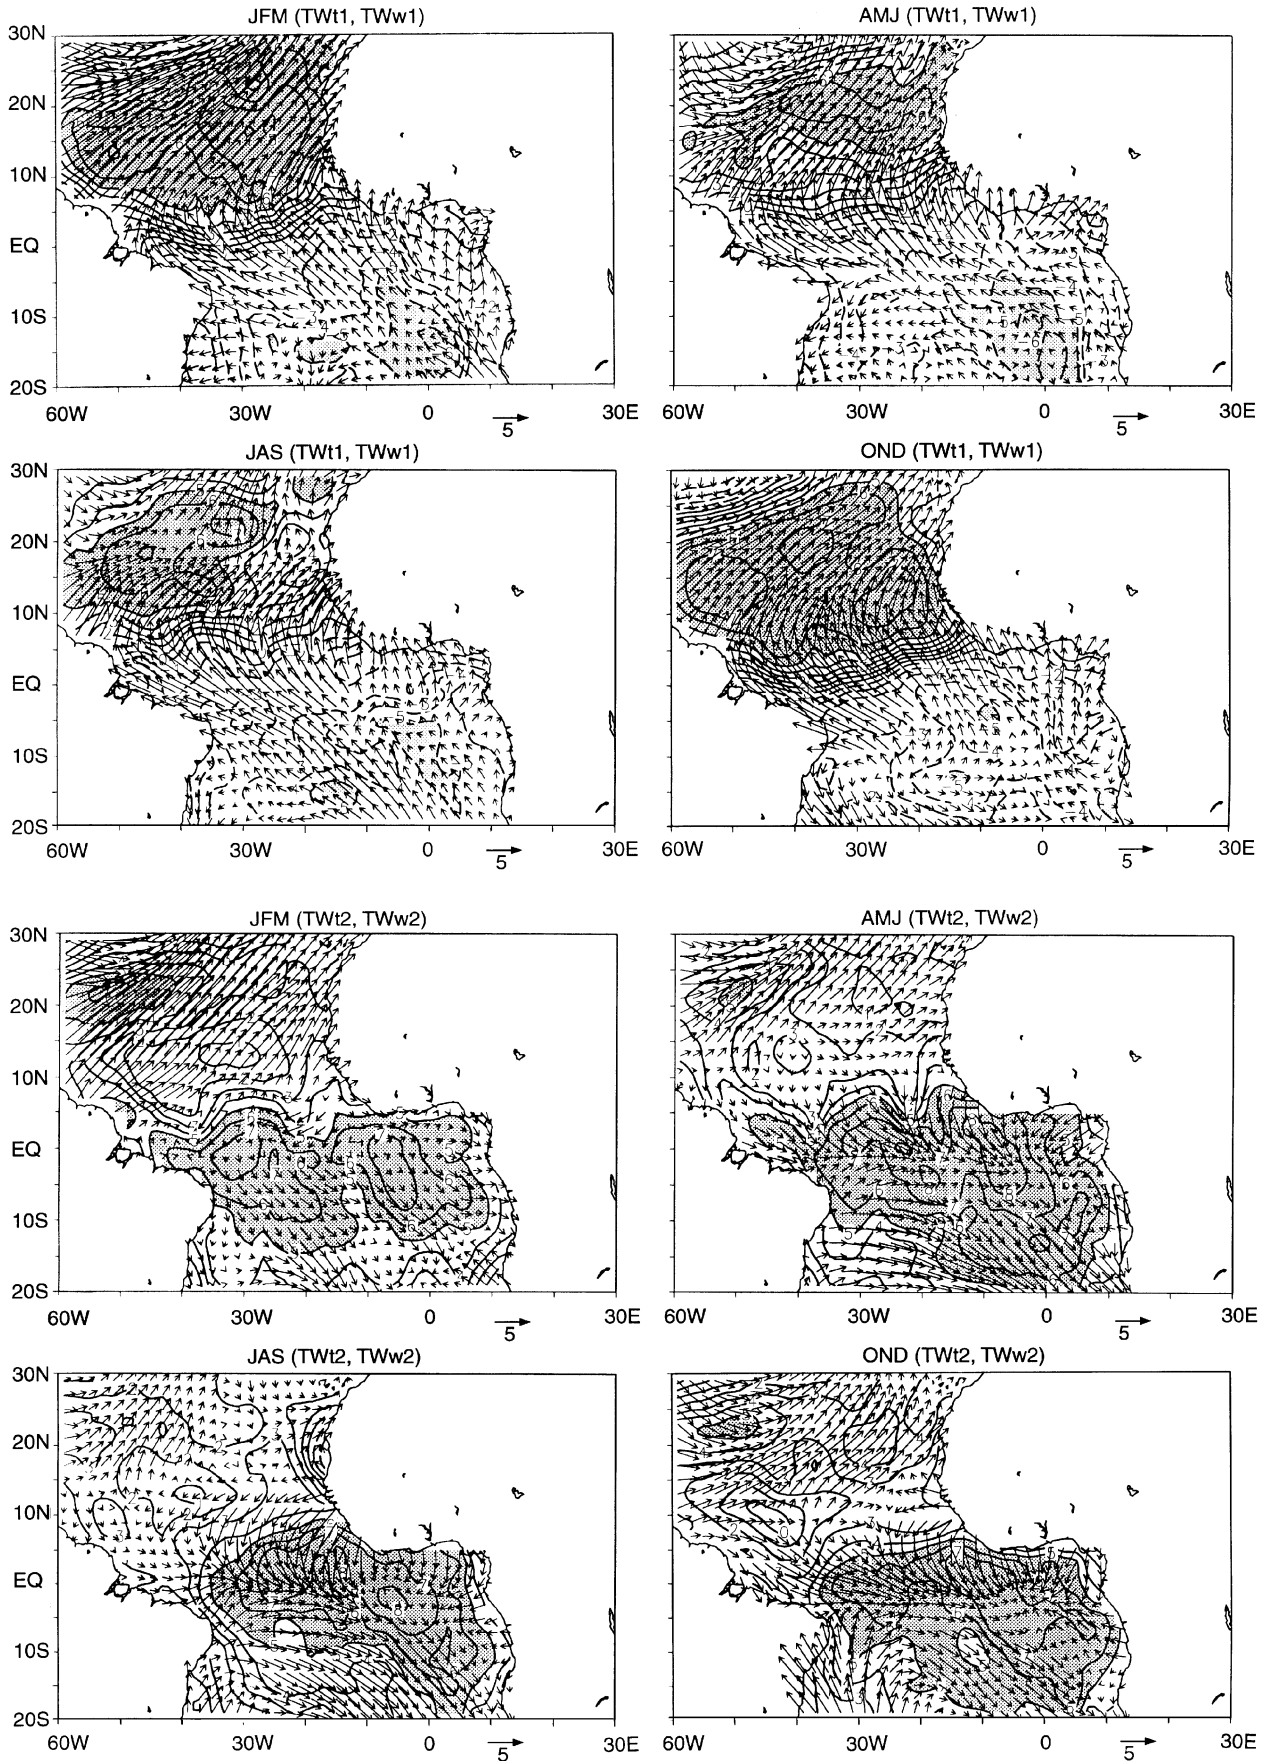 JFM (TWt1, TWw1) AMJ (TWt1, TWw1)
30N
20N
10N
EQ
10S
20S
60W 30W 0 30E 60W 30W 0 30E
5 5
JAS (TWt1, TWw1) OND (TWt1, TWw1)
30N
20N
10N
EQ
10S
20S
60W 30W 0 30E 60W 30W 0 30E
5 5
JFM (TWt2, TWw2) AMJ (TWt2, TWw2)
30N
20N
10N
EQ
10S
20S
60W 30W 0 30E 60W 30W 0 30E
5 5
JAS (TWt2, TWw2) OND (TWt2, TWw2)
30N
20N
10N
EQ
10S
20S
60W 30W 0 30E 60W 30W 0 30E
5 5